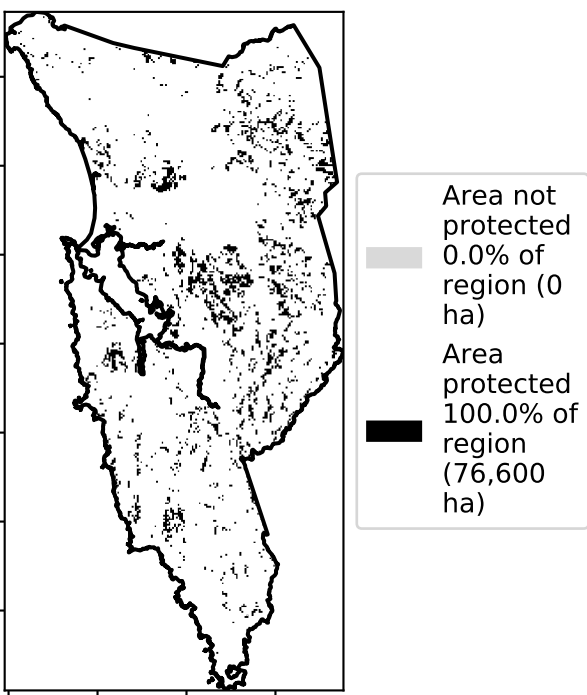 Area not
protected
0.0% of
region (0
ha)
Area
protected
100.0% of
region
(76,600
ha)